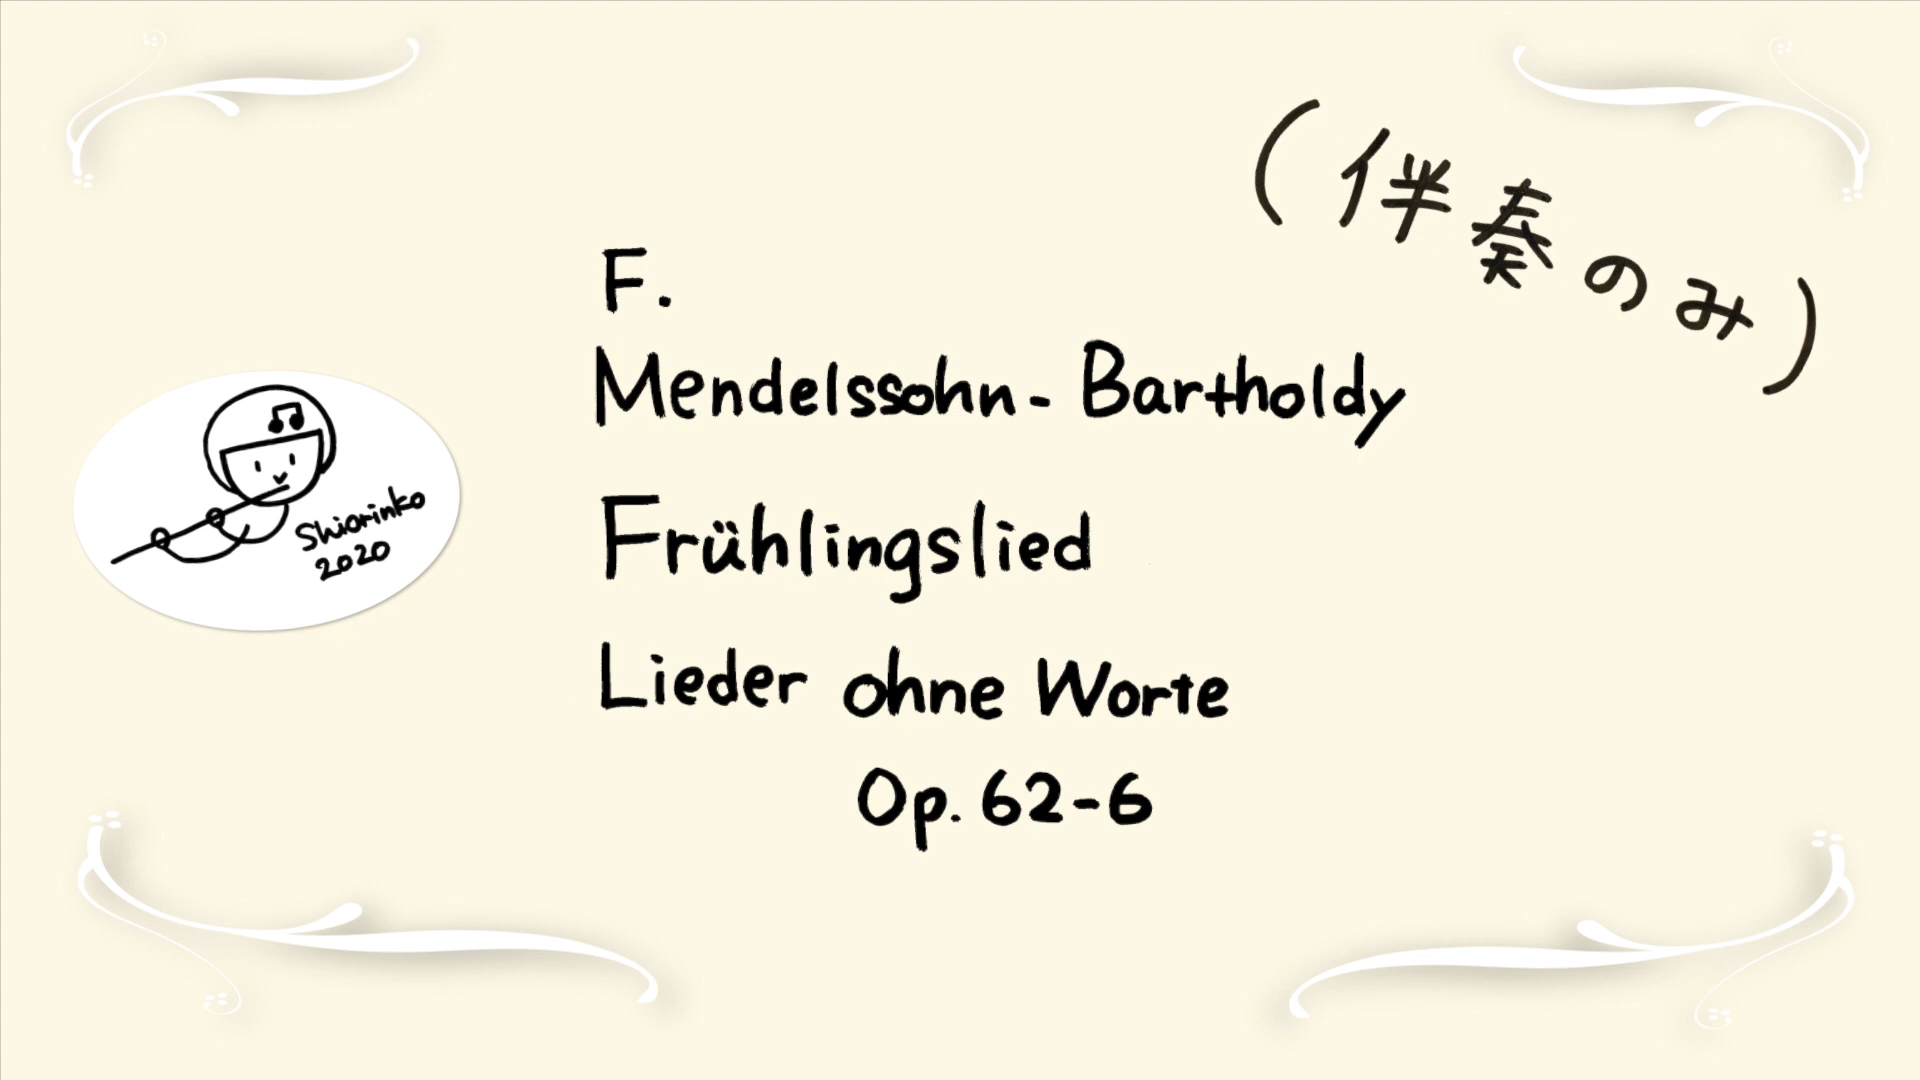 (伴奏のみ)
F.
Mendelssohn-Bartholdy
Frühlingslied
Lieder ohne Worte
Op. 62-6
Shiorinko
2020